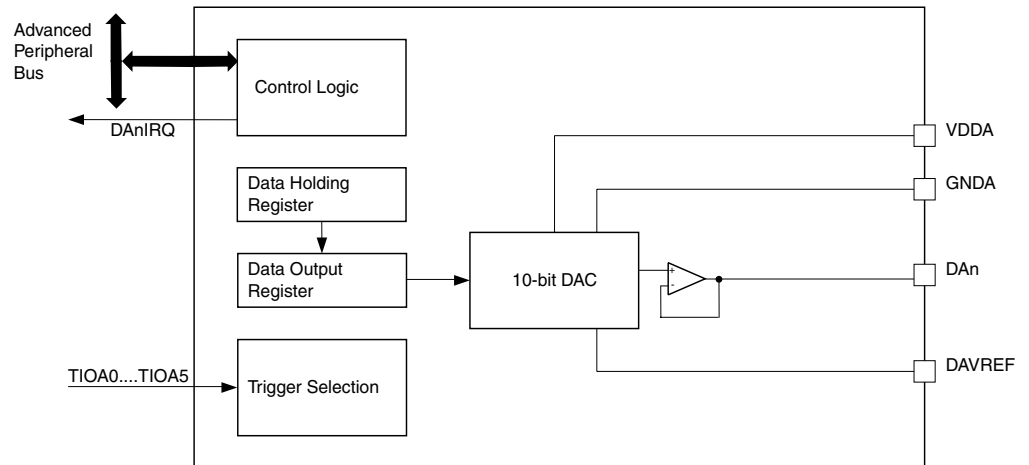 Advanced
Peripheral
Bus
Control Logic
DAnIRQ
VDDA
Data Holding
Register
GNDA
Data Output
Register
10-bit DAC
+
-
DAn
TIOA0....TIOA5
Trigger Selection
DAVREF